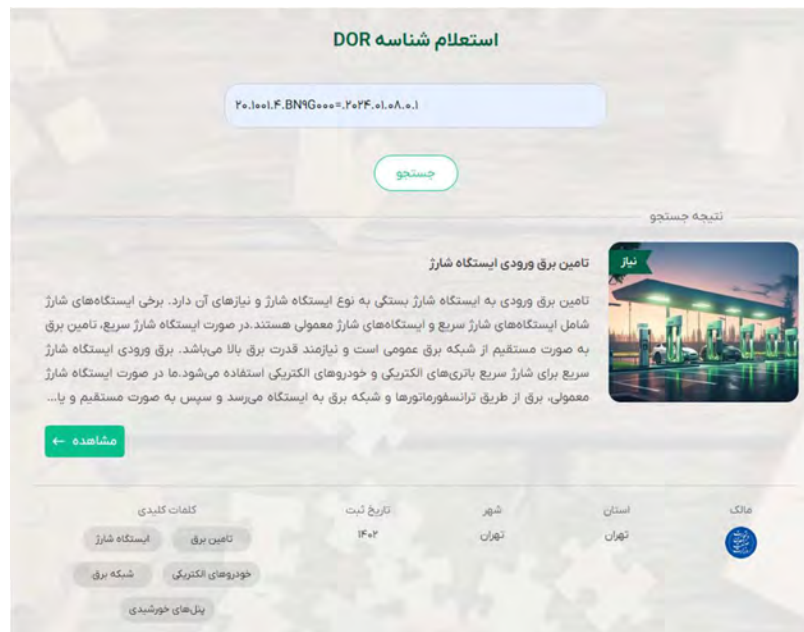 استعلام شناسه DOR
۲۰.۱۰۰۱.۴.BN۹G۰۰۰=.۲۰۲۴.۰۱.۰۸.۰.۱
جستجو
نتیجه جستجو
نیاز
تامین برق ورودی ایستگاه شارژ
تامین برق ورودی به ایستگاه شارژ بستگی به نوع ایستگاه شارژ و نیازهای آن دارد. برخی ایستگاه‌های شارژ
شامل ایستگاه‌های شارژ سریع و ایستگاه‌های شارژ معمولی هستند.در صورت ایستگاه شارژ سریع، تامین برق
به صورت مستقیم از شبکه برق عمومی است و نیازمند قدرت برق بالا می‌باشد. برق ورودی ایستگاه شارژ
سریع برای شارژ سریع باتری‌های الکتریکی و خودروهای الکتریکی استفاده می‌شود.ما در صورت ایستگاه شارژ
معمولی، برق از طریق ترانسفورماتورها و شبکه برق به ایستگاه می‌رسد و سپس به صورت مستقیم و یا...
مشاهده ←
مالک استان شهر تاریخ ثبت کلمات کلیدی
تهران تهران ۱۴۰۲ تامین برق ایستگاه شارژ
خودروهای الکتریکی شبکه برق
پنل‌های خورشیدی